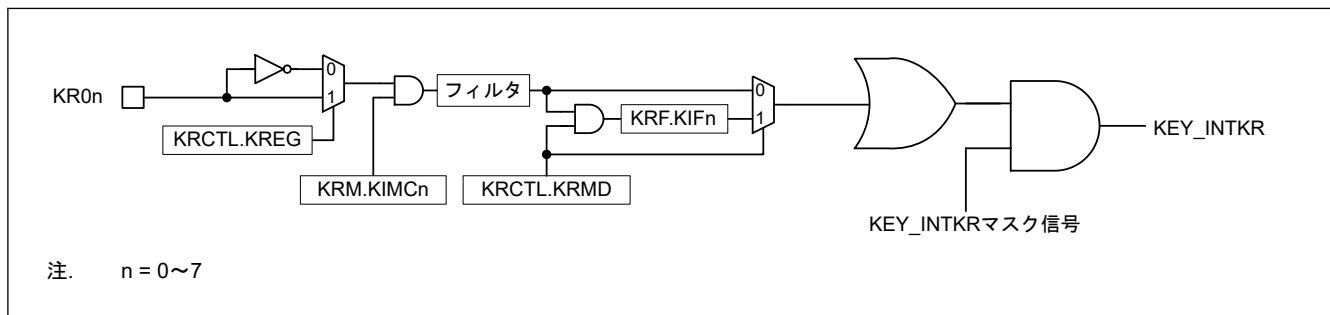 KR0n
0
1
KRCTL.KREG
KRM.KIMCn
フィルタ
KRF.KIFn
KRCTL.KRMD
0
1
KEY_INTKR
KEY_INTKRマスク信号
注. n = 0～7